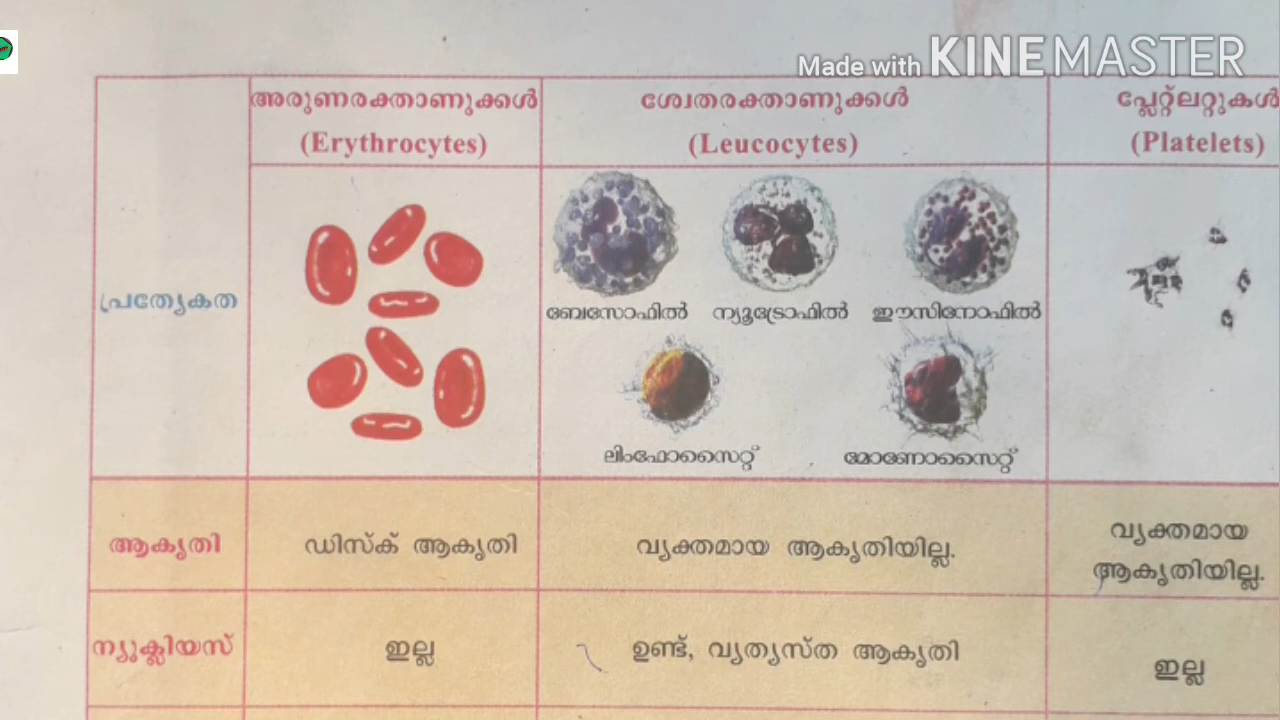 Made with KINEMASTER
അരുണരക്താണുക്കൾ
(Erythrocytes)
ശ്വേതരക്താണുക്കൾ
(Leucocytes)
പ്ലേറ്റ്ലറ്റുകൾ
(Platelets)
പ്രത്യേകത
ബേസോഫിൽ
ന്യൂട്രോഫിൽ
ഈസിനോഫിൽ
ലിംഫോസൈറ്റ്
മോണോസൈറ്റ്
ആകൃതി
ഡിസ്ക് ആകൃതി
വ്യക്തമായ ആകൃതിയില്ല.
വ്യക്തമായ
ആകൃതിയില്ല.
ന്യൂക്ലിയസ്
ഇല്ല
ഉണ്ട്, വ്യത്യസ്ത ആകൃതി
ഇല്ല